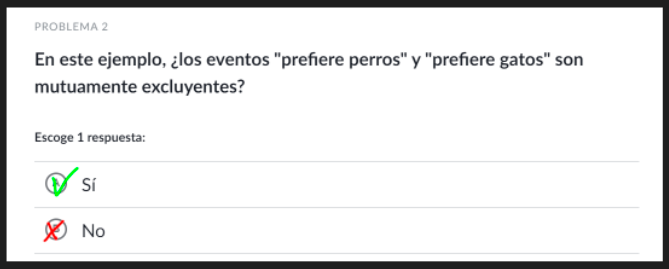 PROBLEMA 2
En este ejemplo, ¿los eventos "prefiere perros" y "prefiere gatos" son
mutuamente excluyentes?
Escoge 1 respuesta:
Sí
No